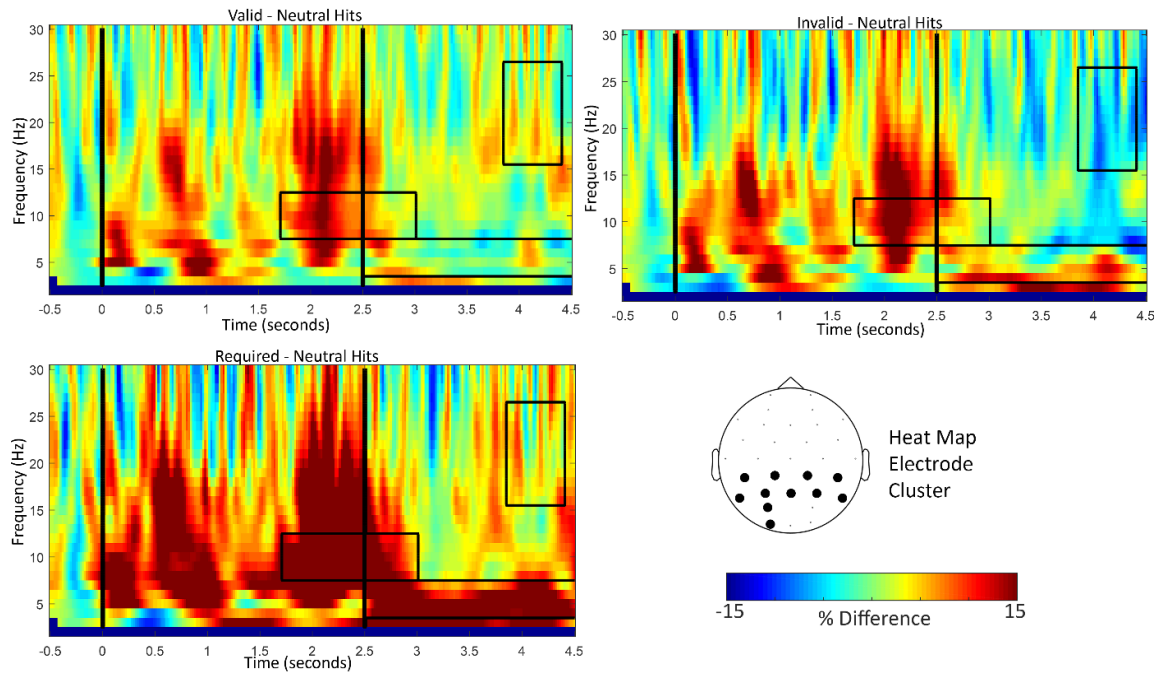 Valid - Neutral Hits
30
25
20
15
10
5
Frequency (Hz)
-0.5 0 0.5 1 1.5 2 2.5 3 3.5 4 4.5
Time (seconds)
Invalid - Neutral Hits
30
25
20
15
10
5
Frequency (Hz)
-0.5 0 0.5 1 1.5 2 2.5 3 3.5 4 4.5
Time (seconds)
Required - Neutral Hits
30
25
20
15
10
5
Frequency (Hz)
-0.5 0 0.5 1 1.5 2 2.5 3 3.5 4 4.5
Time (seconds)
Heat Map
Electrode
Cluster
-15 15
% Difference